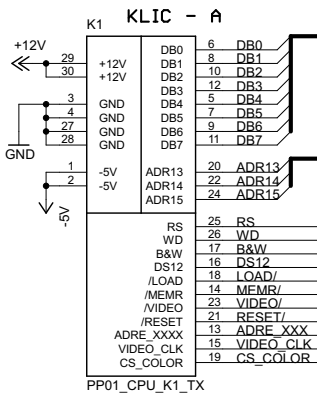 KLIC - A
K1
+12V
29 +12V DB0 6 DB0
30 +12V DB1 8 DB1
DB2 10 DB2
DB3 12 DB3
3 GND DB4 5 DB4
4 GND DB5 7 DB5
27 GND DB6 9 DB6
28 GND DB7 11 DB7
GND
1 -5V ADR13 20 ADR13
2 -5V ADR14 22 ADR14
ADR15 24 ADR15
-5V
RS 25 RS
WD 26 WD
B&W 17 B&W
DS12 16 DS12
/LOAD 18 LOAD/
/MEMR 14 MEMR/
/VIDEO 23 VIDEO/
/RESET 21 RESET/
ADRE_XXXX 13 ADRE_XXX
VIDEO_CLK 15 VIDEO_CLK
CS_COLOR 19 CS_COLOR
PP01_CPU_K1_TX